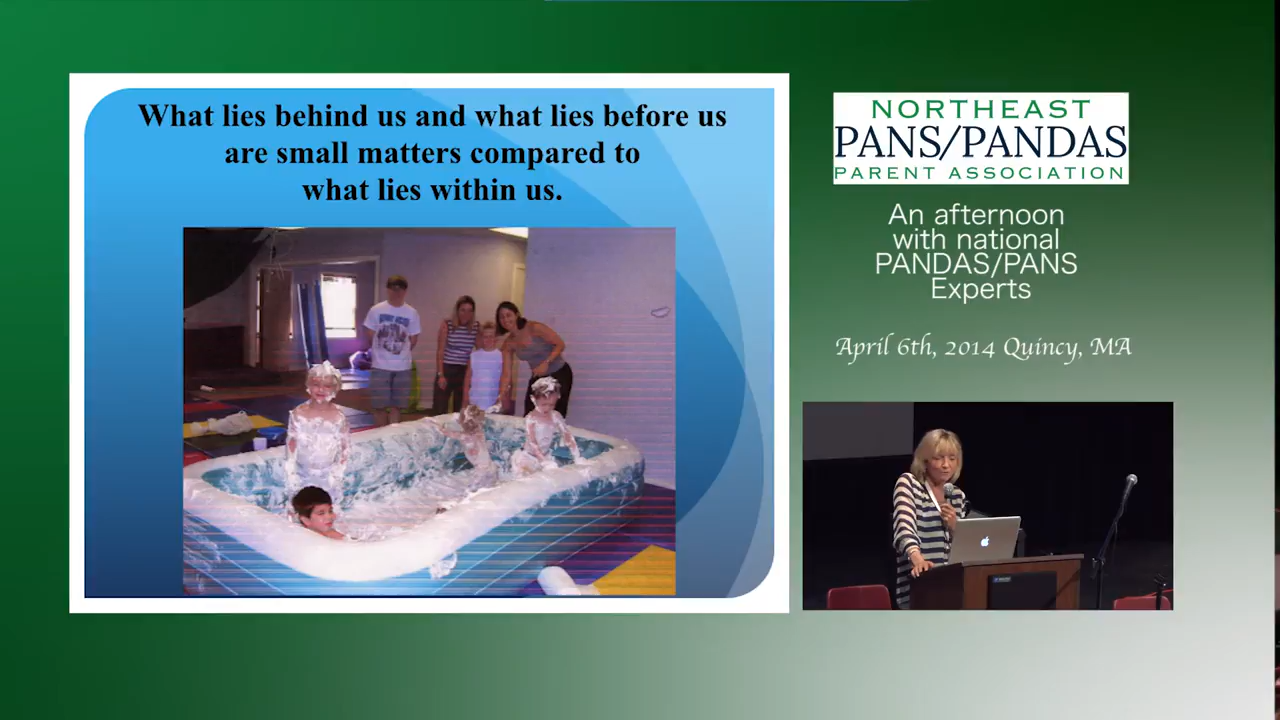 What lies behind us and what lies before us
are small matters compared to
what lies within us.
NORTHEAST
PANS/PANDAS
PARENT ASSOCIATION
An afternoon
with national
PANDAS/PANS
Experts
April 6th, 2014 Quincy, MA